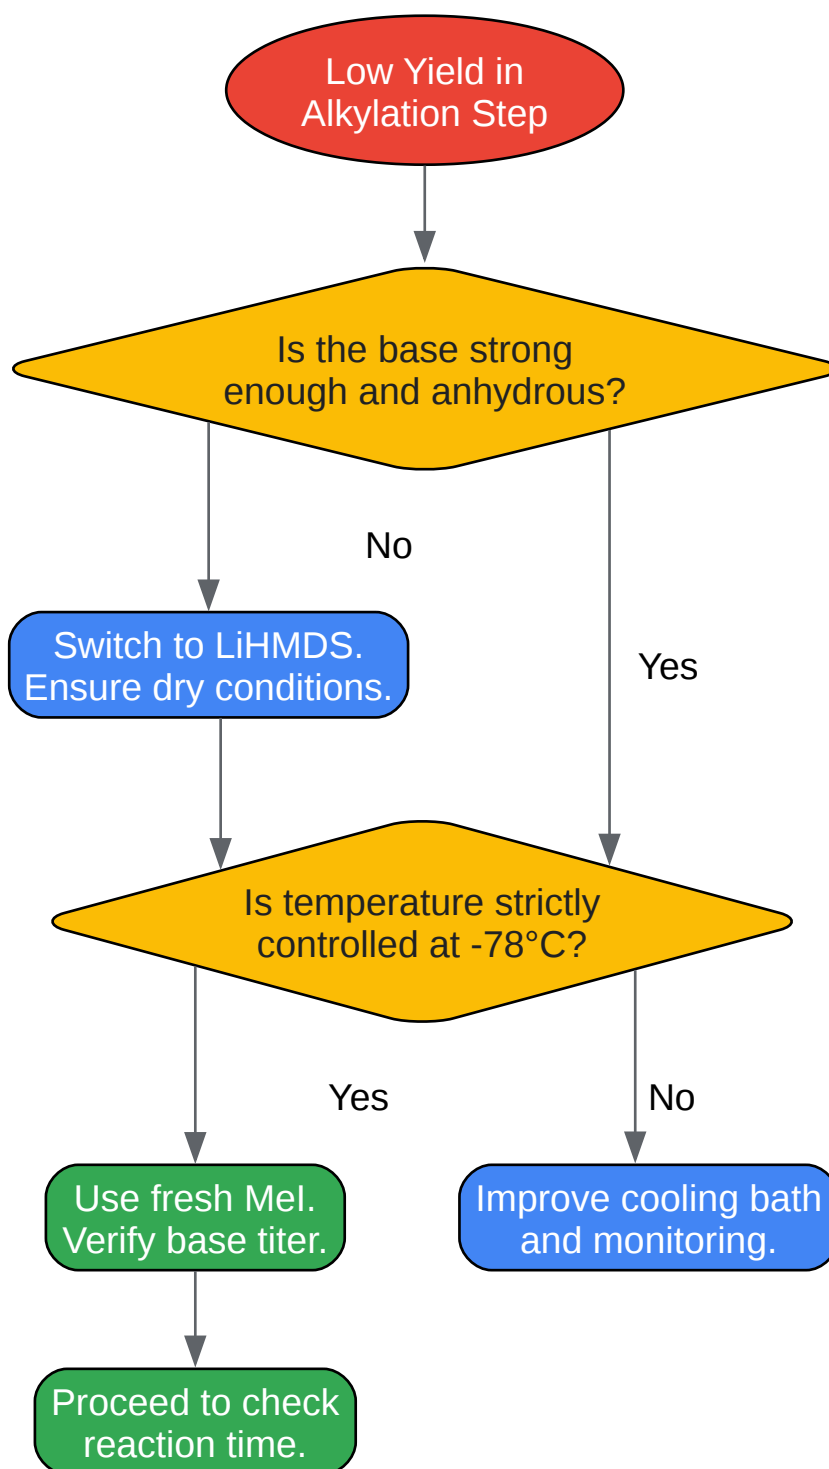 Low Yield in
Alkylation Step
Is the base strong
enough and anhydrous?
No
Switch to LiHMDS.
Ensure dry conditions.
Yes
Is temperature strictly
controlled at -78°C?
Yes
No
Use fresh MeI.
Verify base titer.
Improve cooling bath
and monitoring.
Proceed to check
reaction time.